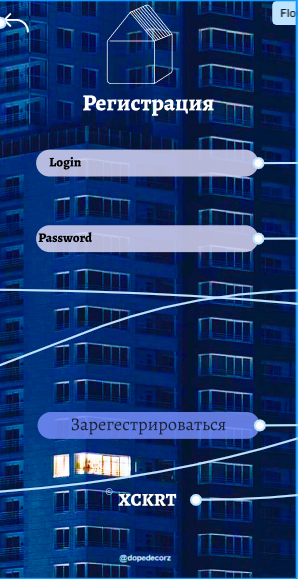 Flo
Регистрация
Login
Password
Зарегестрироваться
© XCKRT
@dopedecorz